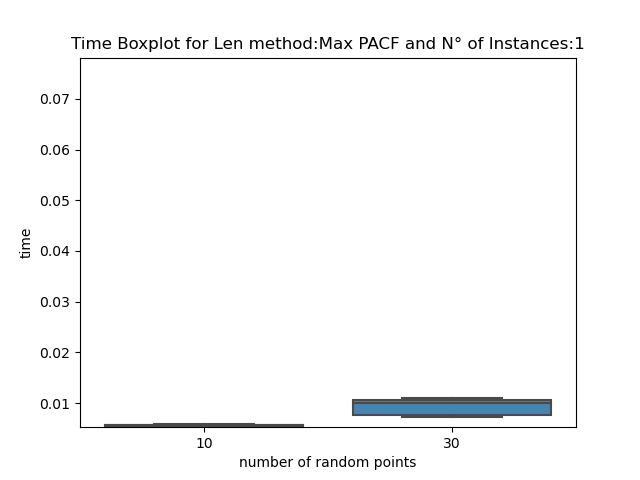 Time Boxplot for Len method:Max PACF and N° of Instances:1
0.07
0.06
0.05
0.04
0.03
0.02
0.01
time
10 30
number of random points